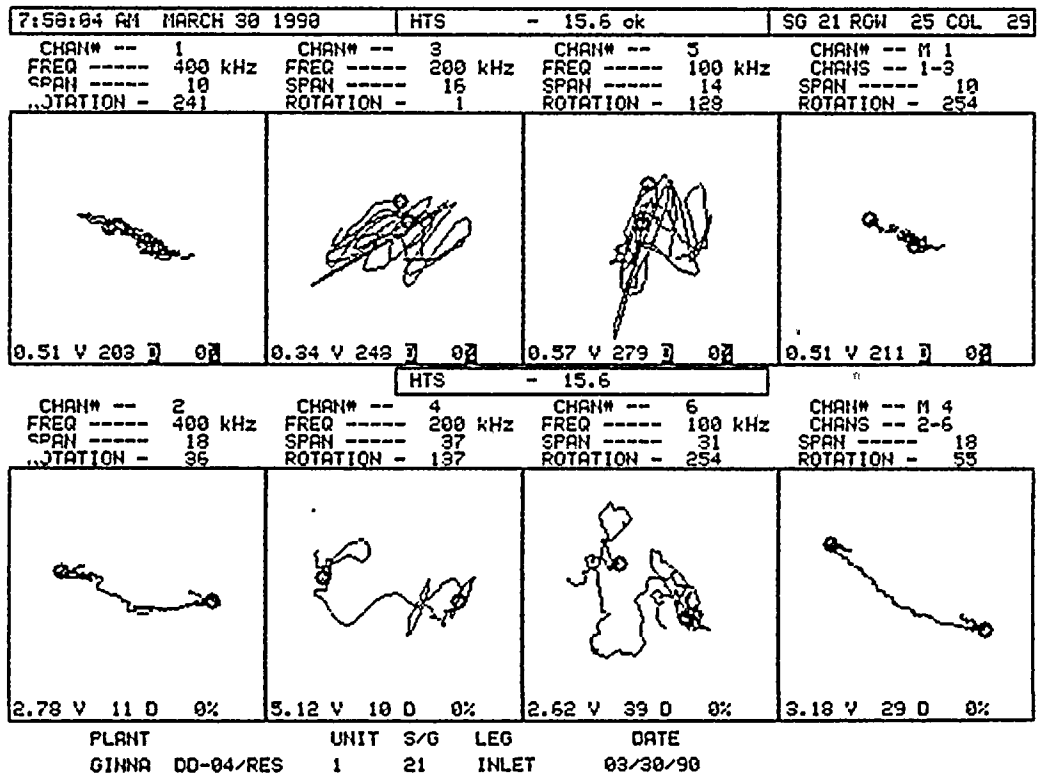 7:58:04 AM MARCH 30 1990 HTS - 15.6 ok SG 21 ROW 25 COL 29
CHAN# -- 1 CHAN# -- 3 CHAN# -- 5 CHAN# -- M 1
FREQ ----- 400 kHz FREQ ----- 200 kHz FREQ ----- 100 kHz CHANS -- 1-3
SPAN ----- 10 SPAN ----- 16 SPAN ----- 14 SPAN ----- 10
ROTATION - 241 ROTATION - 1 ROTATION - 129 ROTATION - 254
0.51 V 203 D 0% 0.34 V 248 D 0% 0.57 V 279 D 0% 0.51 V 211 D 0%
HTS - 15.6
CHAN# -- 2 CHAN# -- 4 CHAN# -- 6 CHAN# -- M 4
FREQ ----- 400 kHz FREQ ----- 200 kHz FREQ ----- 100 kHz CHANS -- 2-6
SPAN ----- 18 SPAN ----- 37 SPAN ----- 31 SPAN ----- 18
ROTATION - 36 ROTATION - 137 ROTATION - 254 ROTATION - 55
2.78 V 11 D 0% 5.12 V 10 D 0% 2.62 V 39 D 0% 3.18 V 29 D 0%
PLANT UNIT S/G LEG DATE
GINNA DD-04/RES 1 21 INLET 03/30/90